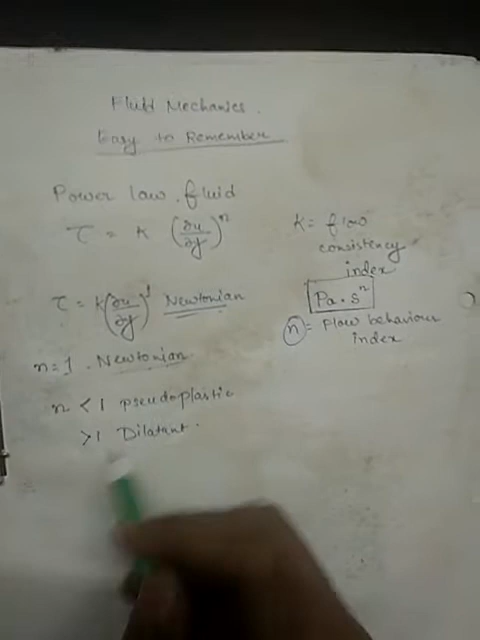 Fluid Mechanics.
Easy to Remember
Power law fluid
τ = K (∂u/∂y)^n
K = flow
consistency
index
Pa·s^n
τ = K(∂u/∂y)^1 Newtonian
n = Flow behaviour
index
n=1. Newtonian
n < 1 pseudoplastic
>1 Dilatant.